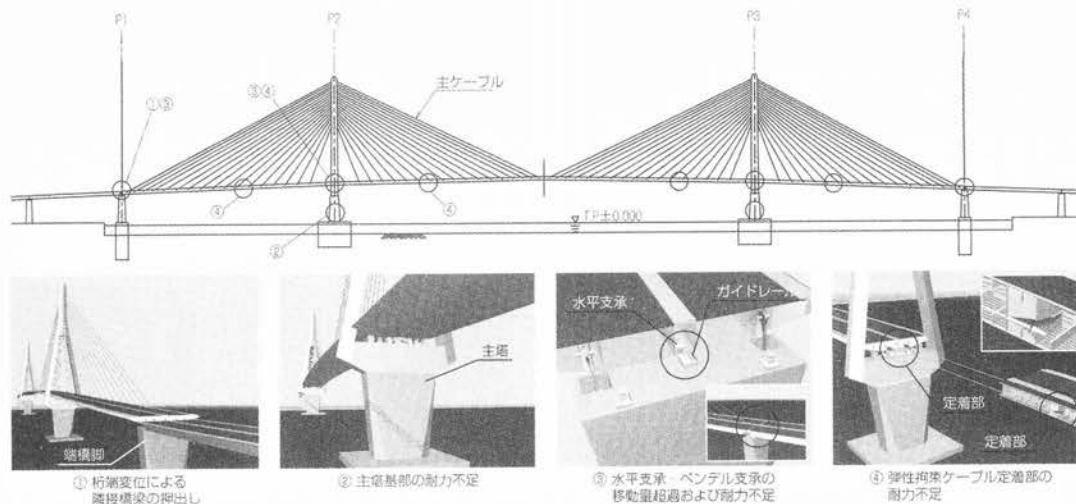 P1
P2
P3
P4
主ケーブル
①③
③④
④
④
②
T.P±0.000
端橋脚
主塔
水平支承
ガイドレール
定着部
定着部
① 桁端変位による
隣接橋梁の押出し
② 主塔基部の耐力不足
③ 水平支承・ペンデル支承の
移動量超過および耐力不足
④ 弾性拘束ケーブル定着部の
耐力不足